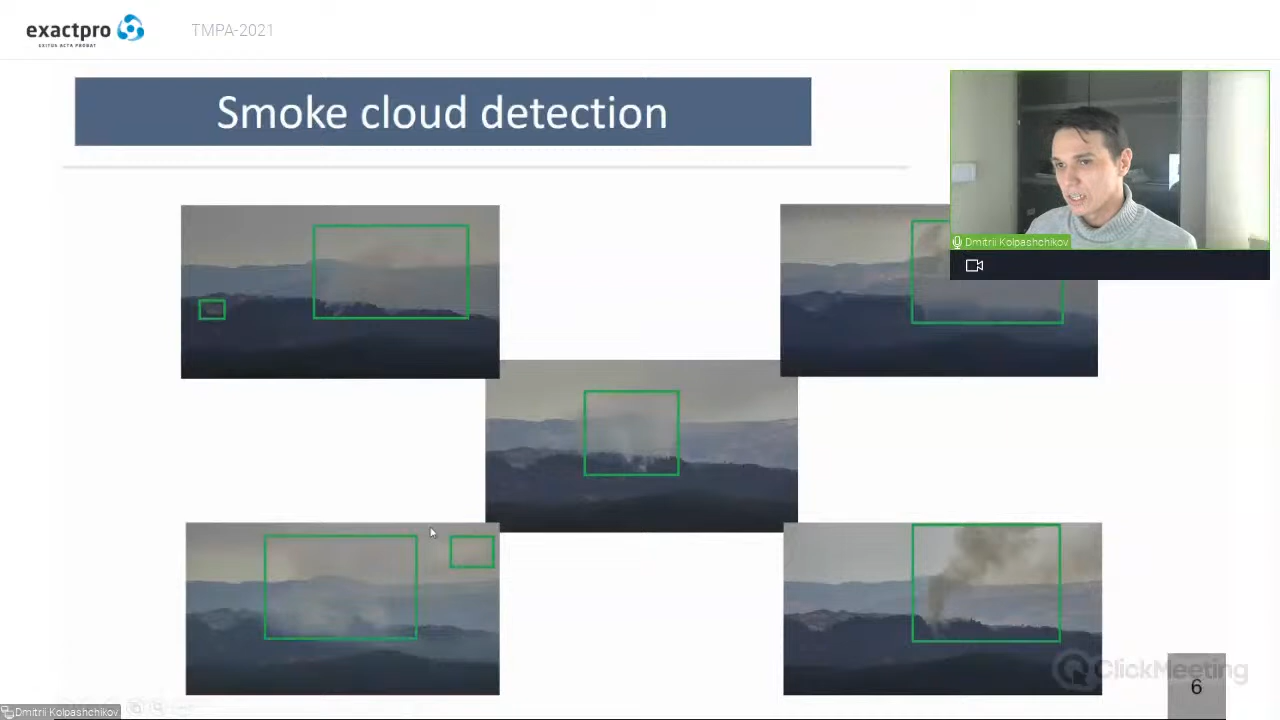 exactpro
EXITUS ACTA PROBAT
TMPA-2021
Smoke cloud detection
Dmitrii Kolpashchikov
ClickMeeting
6
Dmitrii Kolpashchikov